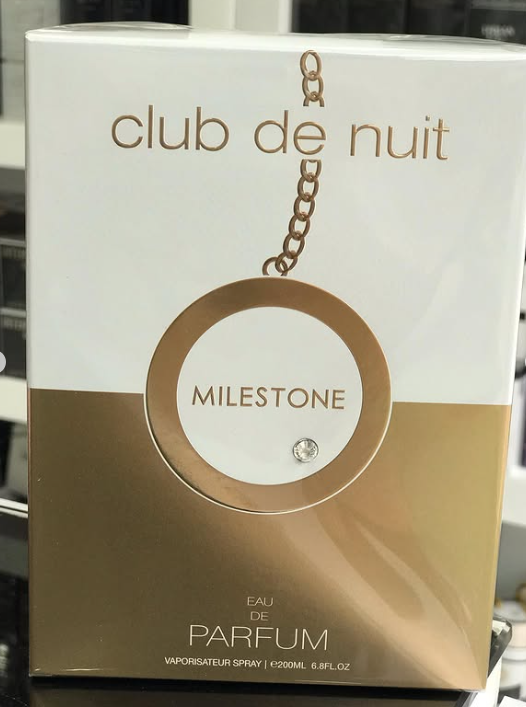 club de nuit
MILESTONE
EAU
DE
PARFUM
VAPORISATEUR SPRAY | ℮200ML 6.8FL.OZ